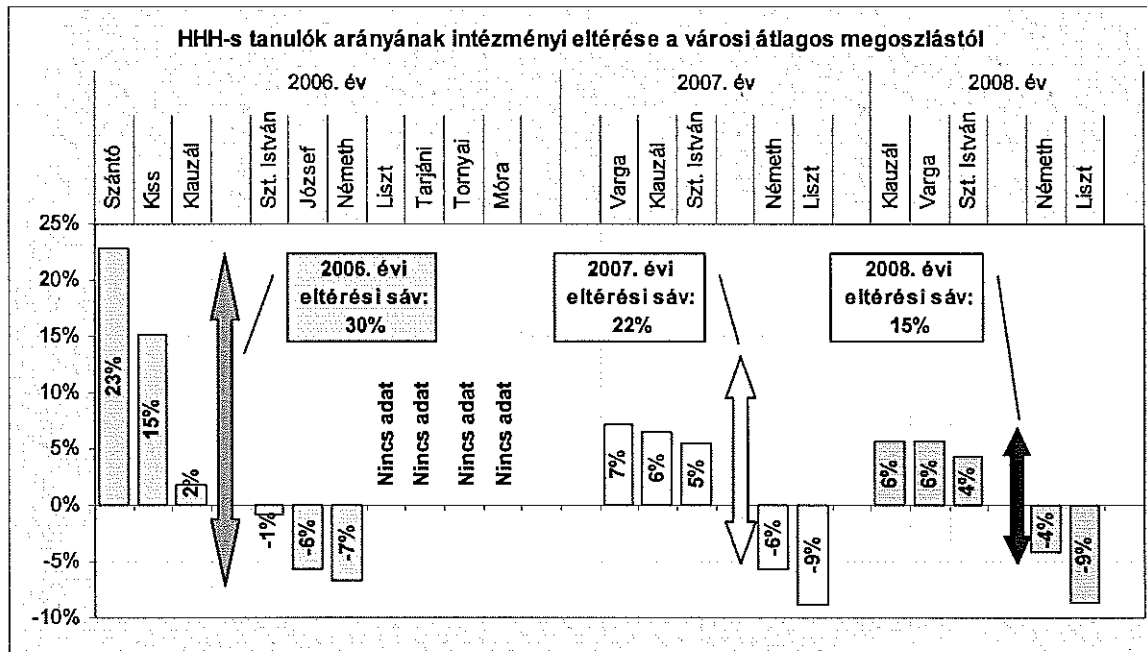 HHH-s tanulók arányának intézményi eltérése a városi átlagos megoszlástól
2006. év
2007. év
2008. év
Szántó
Kiss
Klauzál
Szt. István
József
Németh
Liszt
Tarjáni
Tornyai
Móra
Varga
Klauzál
Szt. István
Németh
Liszt
Klauzál
Varga
Szt. István
Németh
Liszt
25%
20%
15%
10%
5%
0%
-5%
-10%
2006. évi
eltérési sáv:
30%
2007. évi
eltérési sáv:
22%
2008. évi
eltérési sáv:
15%
23%
15%
2%
-1%
-6%
-7%
Nincs adat
Nincs adat
Nincs adat
Nincs adat
7%
6%
5%
-6%
-9%
6%
6%
4%
-4%
-9%